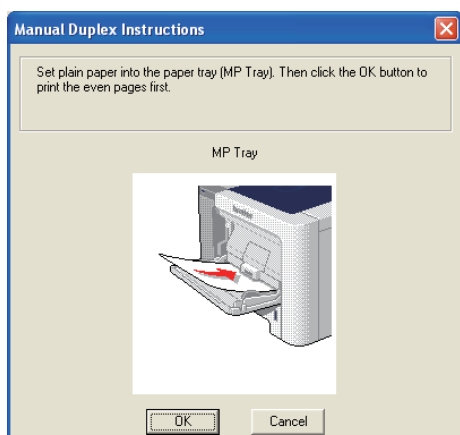 Manual Duplex Instructions
Set plain paper into the paper tray (MP Tray). Then click the OK button to
print the even pages first.
MP Tray
OK
Cancel